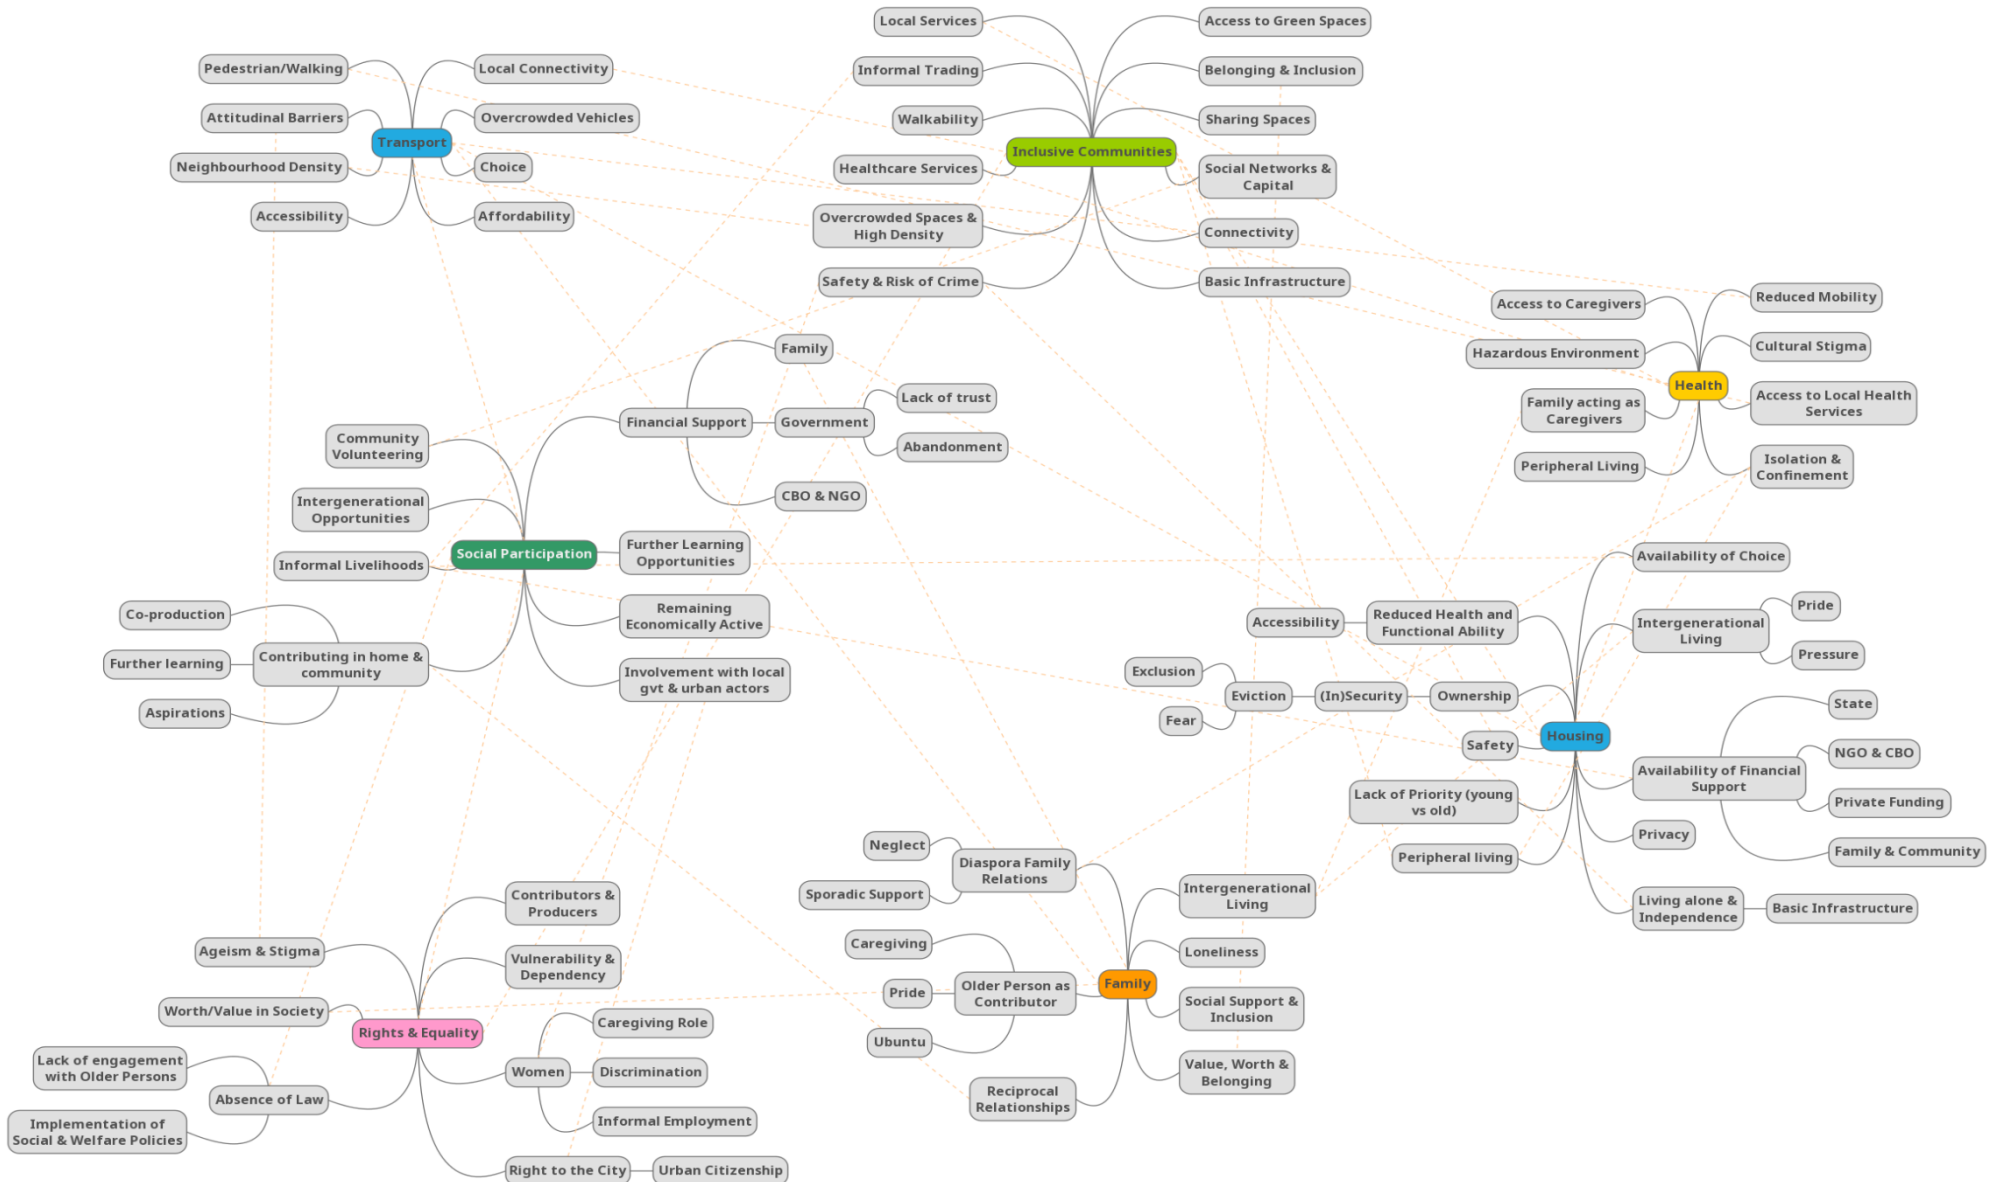 Local Services
Access to Green Spaces
Pedestrian/Walking
Local Connectivity
Informal Trading
Belonging & Inclusion
Attitudinal Barriers
Overcrowded Vehicles
Walkability
Sharing Spaces
Transport
Inclusive Communities
Neighbourhood Density
Choice
Healthcare Services
Social Networks &
Capital
Accessibility
Affordability
Overcrowded Spaces &
High Density
Connectivity
Safety & Risk of Crime
Basic Infrastructure
Access to Caregivers
Reduced Mobility
Hazardous Environment
Cultural Stigma
Health
Family acting as
Caregivers
Access to Local Health
Services
Peripheral Living
Isolation &
Confinement
Family
Financial Support
Government
Lack of trust
Abandonment
CBO & NGO
Community
Volunteering
Intergenerational
Opportunities
Social Participation
Informal Livelihoods
Further Learning
Opportunities
Remaining
Economically Active
Involvement with local
gvt & urban actors
Co-production
Further learning
Contributing in home &
community
Aspirations
Availability of Choice
Accessibility
Reduced Health and
Functional Ability
Intergenerational
Living
Pride
Pressure
Exclusion
Eviction
(In)Security
Ownership
Fear
Safety
Housing
State
NGO & CBO
Availability of Financial
Support
Private Funding
Family & Community
Lack of Priority (young
vs old)
Privacy
Peripheral living
Living alone &
Independence
Basic Infrastructure
Neglect
Diaspora Family
Relations
Sporadic Support
Intergenerational
Living
Caregiving
Loneliness
Pride
Older Person as
Contributor
Family
Social Support &
Inclusion
Ubuntu
Value, Worth &
Belonging
Reciprocal
Relationships
Contributors &
Producers
Ageism & Stigma
Vulnerability &
Dependency
Worth/Value in Society
Rights & Equality
Caregiving Role
Lack of engagement
with Older Persons
Women
Discrimination
Absence of Law
Implementation of
Social & Welfare Policies
Informal Employment
Right to the City
Urban Citizenship